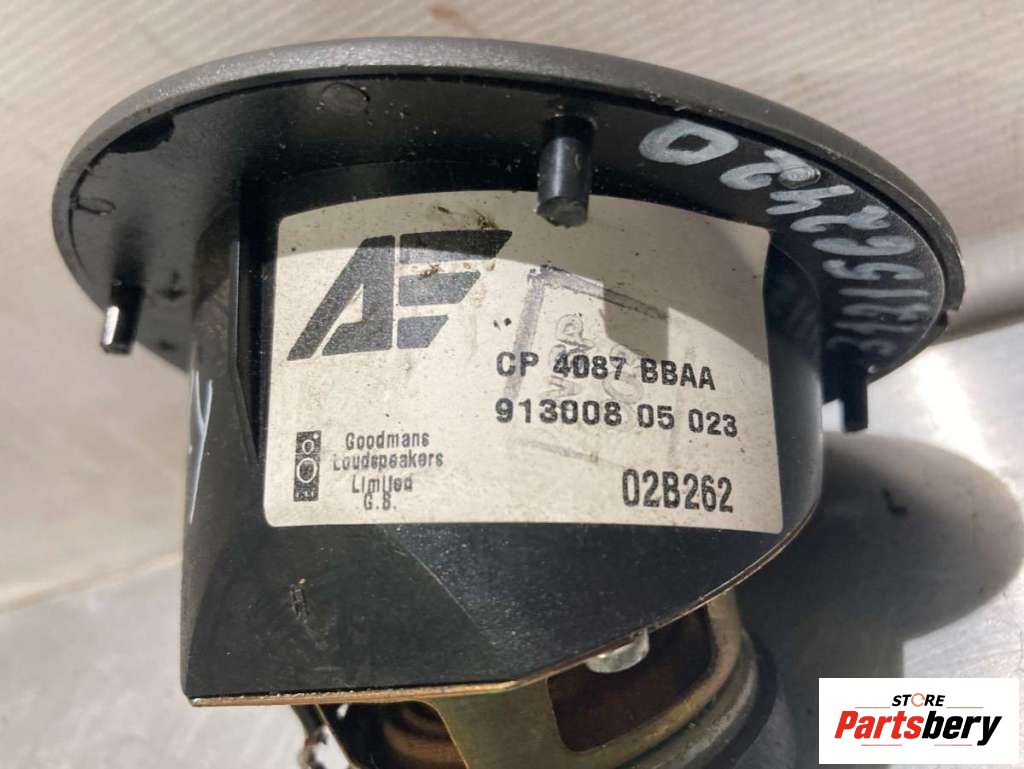 AF
CP 4087 BBAA
913008 05 023
Goodmans
Loudspeakers
Limited
G.B.
02B262
STORE
Partsbery